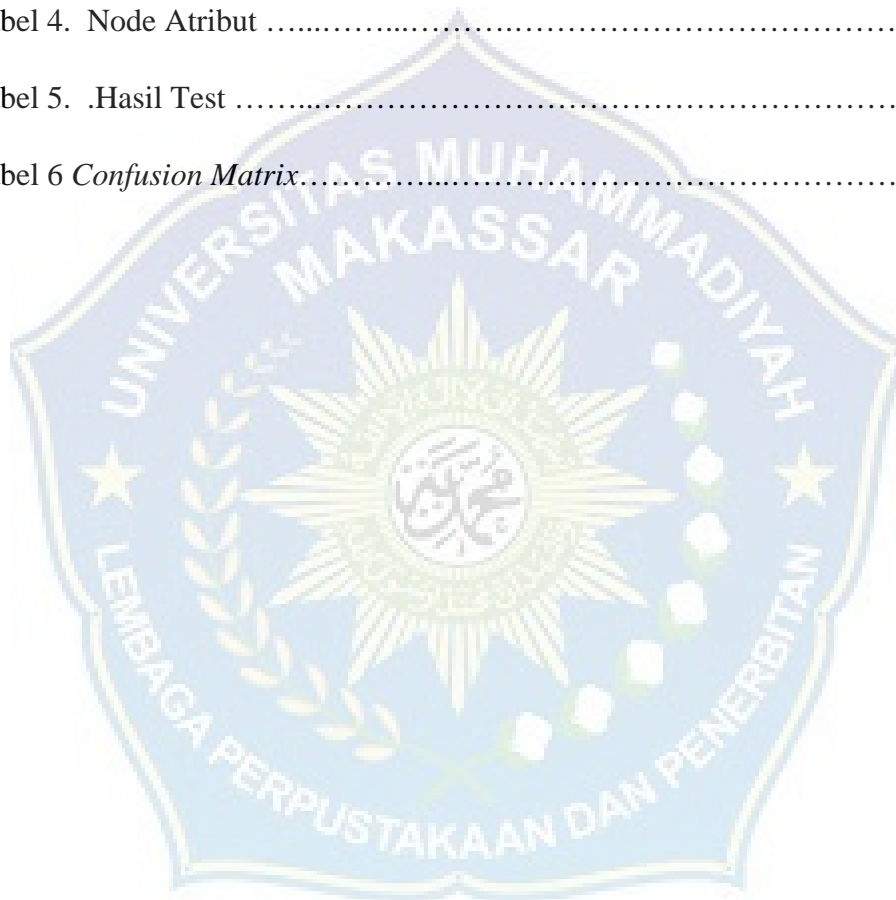 bel 4. Node Atribut …...……...……….……………………………………
bel 5. .Hasil Test ……...……………………………………………………
bel 6 Confusion Matrix…………...…………………………………………
UNIVERSITAS MUHAMMADIYAH
MAKASSAR
LEMBAGA PERPUSTAKAAN DAN PENERBITAN